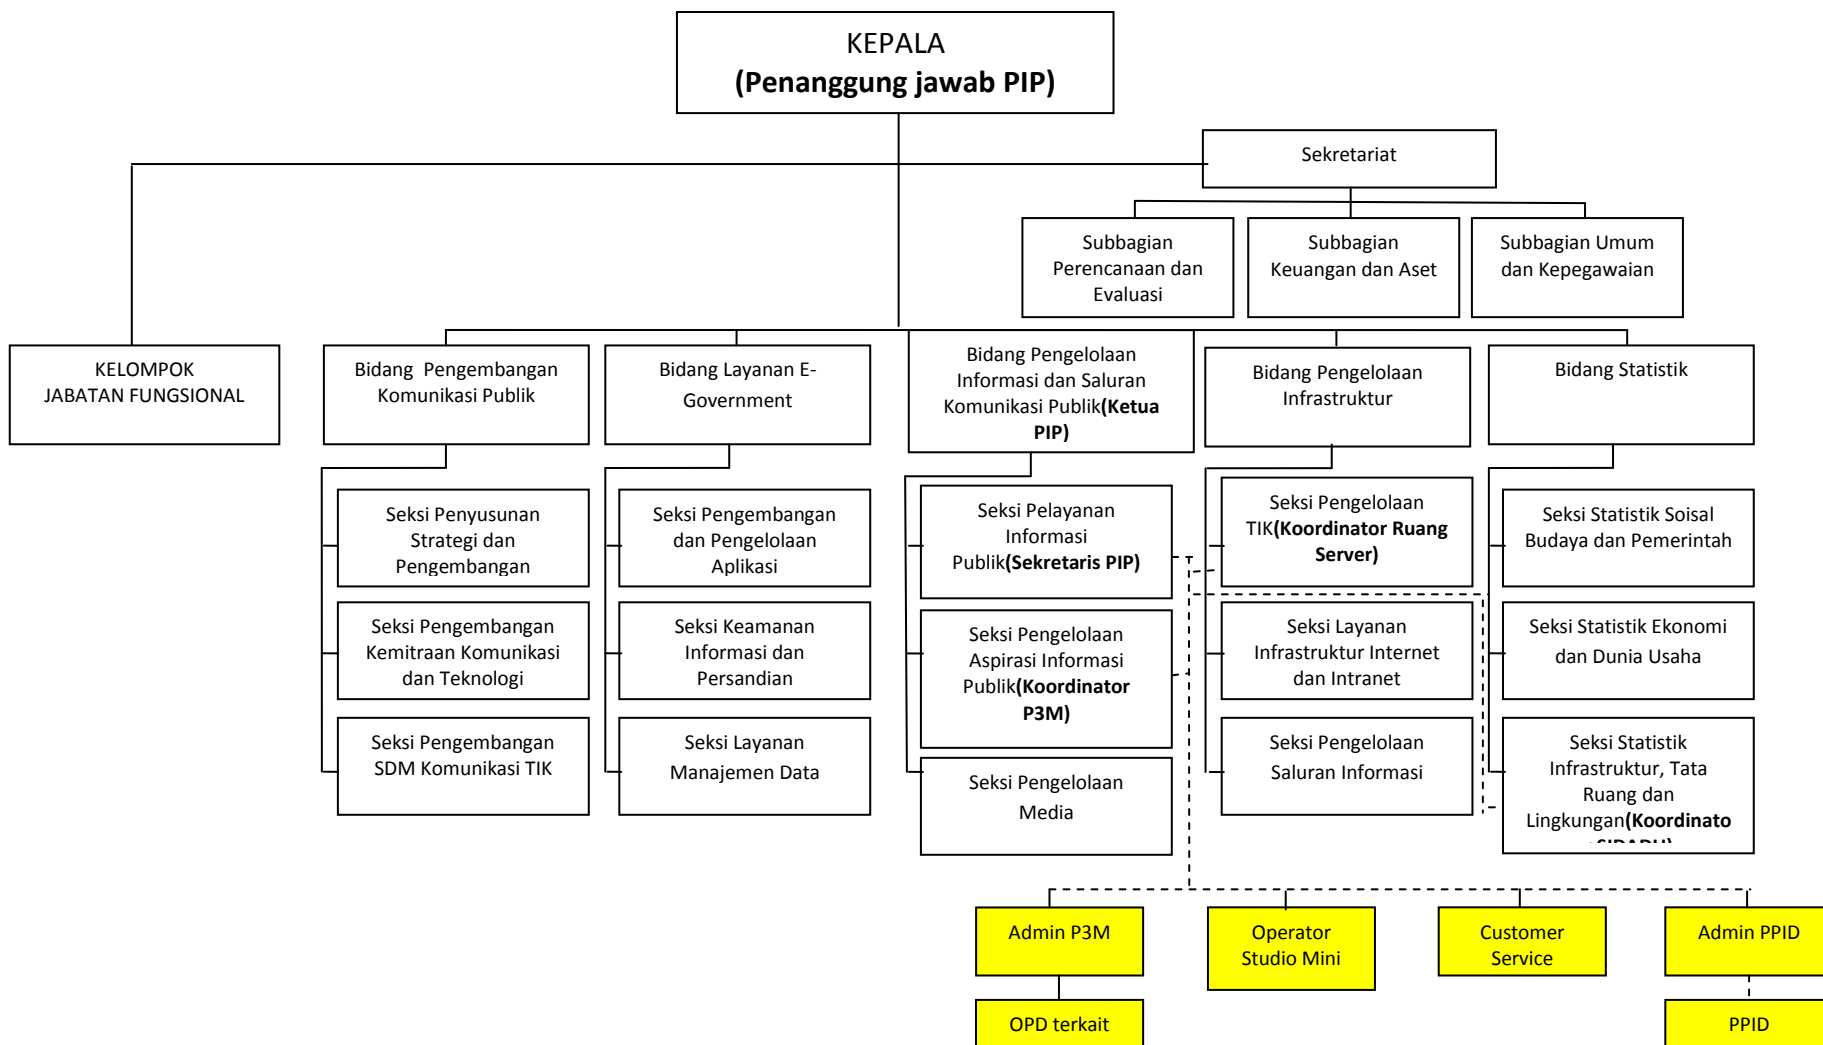 KEPALA
(Penanggung jawab PIP)
Sekretariat
Subbagian
Perencanaan dan
Evaluasi
Subbagian
Keuangan dan Aset
Subbagian Umum
dan Kepegawaian
KELOMPOK
JABATAN FUNGSIONAL
Bidang Pengembangan
Komunikasi Publik
Bidang Layanan E-
Government
Bidang Pengelolaan
Informasi dan Saluran
Komunikasi Publik(Ketua
PIP)
Bidang Pengelolaan
Infrastruktur
Bidang Statistik
Seksi Penyusunan
Strategi dan
Pengembangan
Seksi Pengembangan
dan Pengelolaan
Aplikasi
Seksi Pelayanan
Informasi
Publik(Sekretaris PIP)
Seksi Pengelolaan
TIK(Koordinator Ruang
Server)
Seksi Statistik Soisal
Budaya dan Pemerintah
Seksi Pengembangan
Kemitraan Komunikasi
dan Teknologi
Seksi Keamanan
Informasi dan
Persandian
Seksi Pengelolaan
Aspirasi Informasi
Publik(Koordinator
P3M)
Seksi Layanan
Infrastruktur Internet
dan Intranet
Seksi Statistik Ekonomi
dan Dunia Usaha
Seksi Pengembangan
SDM Komunikasi TIK
Seksi Layanan
Manajemen Data
Seksi Pengelolaan
Media
Seksi Pengelolaan
Saluran Informasi
Seksi Statistik
Infrastruktur, Tata
Ruang dan
Lingkungan(Koordinato
Admin P3M
Operator
Studio Mini
Customer
Service
Admin PPID
OPD terkait
PPID